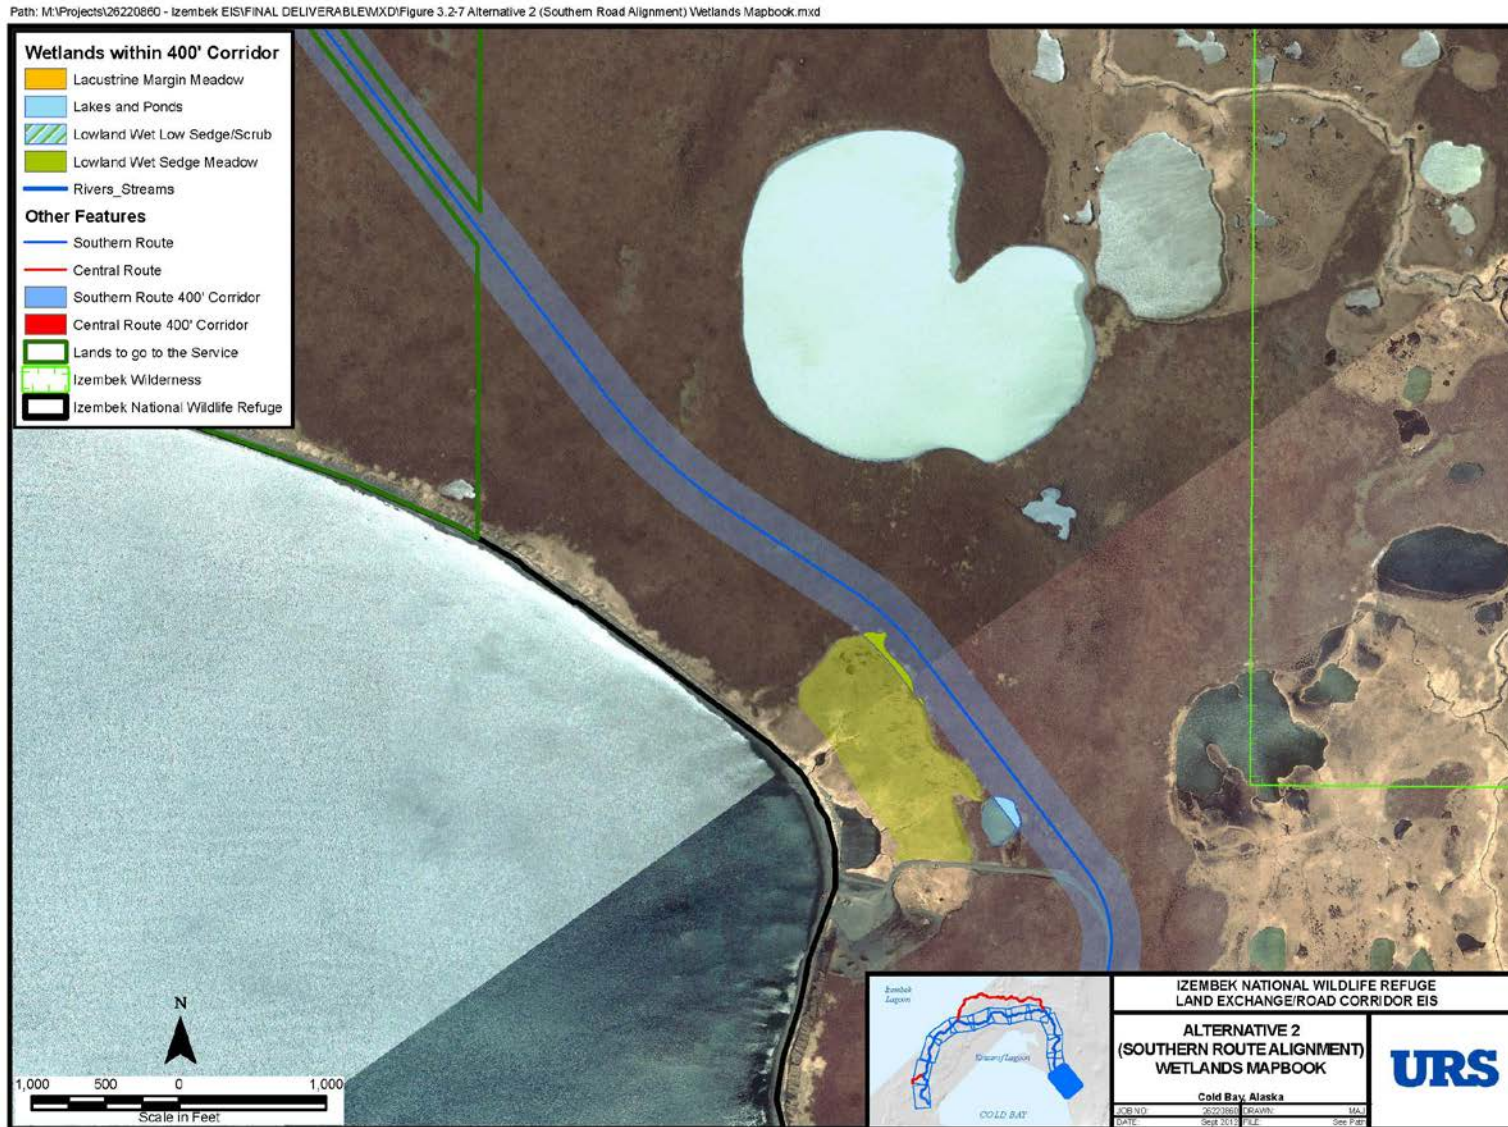 Path: M:\Projects\26220860 - Izembek EIS\FINAL DELIVERABLE\MXD\Figure 3.2-7 Alternative 2 (Southern Road Alignment) Wetlands Mapbook.mxd
Wetlands within 400' Corridor
Lacustrine Margin Meadow
Lakes and Ponds
Lowland Wet Low Sedge/Scrub
Lowland Wet Sedge Meadow
Rivers_Streams
Other Features
Southern Route
Central Route
Southern Route 400' Corridor
Central Route 400' Corridor
Lands to go to the Service
Izembek Wilderness
Izembek National Wildlife Refuge
N
1,000 500 0 1,000
Scale in Feet
Izembek
Lagoon
Kinzarof Lagoon
COLD BAY
IZEMBEK NATIONAL WILDLIFE REFUGE
LAND EXCHANGE/ROAD CORRIDOR EIS
ALTERNATIVE 2
(SOUTHERN ROUTE ALIGNMENT)
WETLANDS MAPBOOK
Cold Bay, Alaska
JOB NO: 26220860 DRAWN: MAJ
DATE: Sept 2013 FILE: See Path
URS